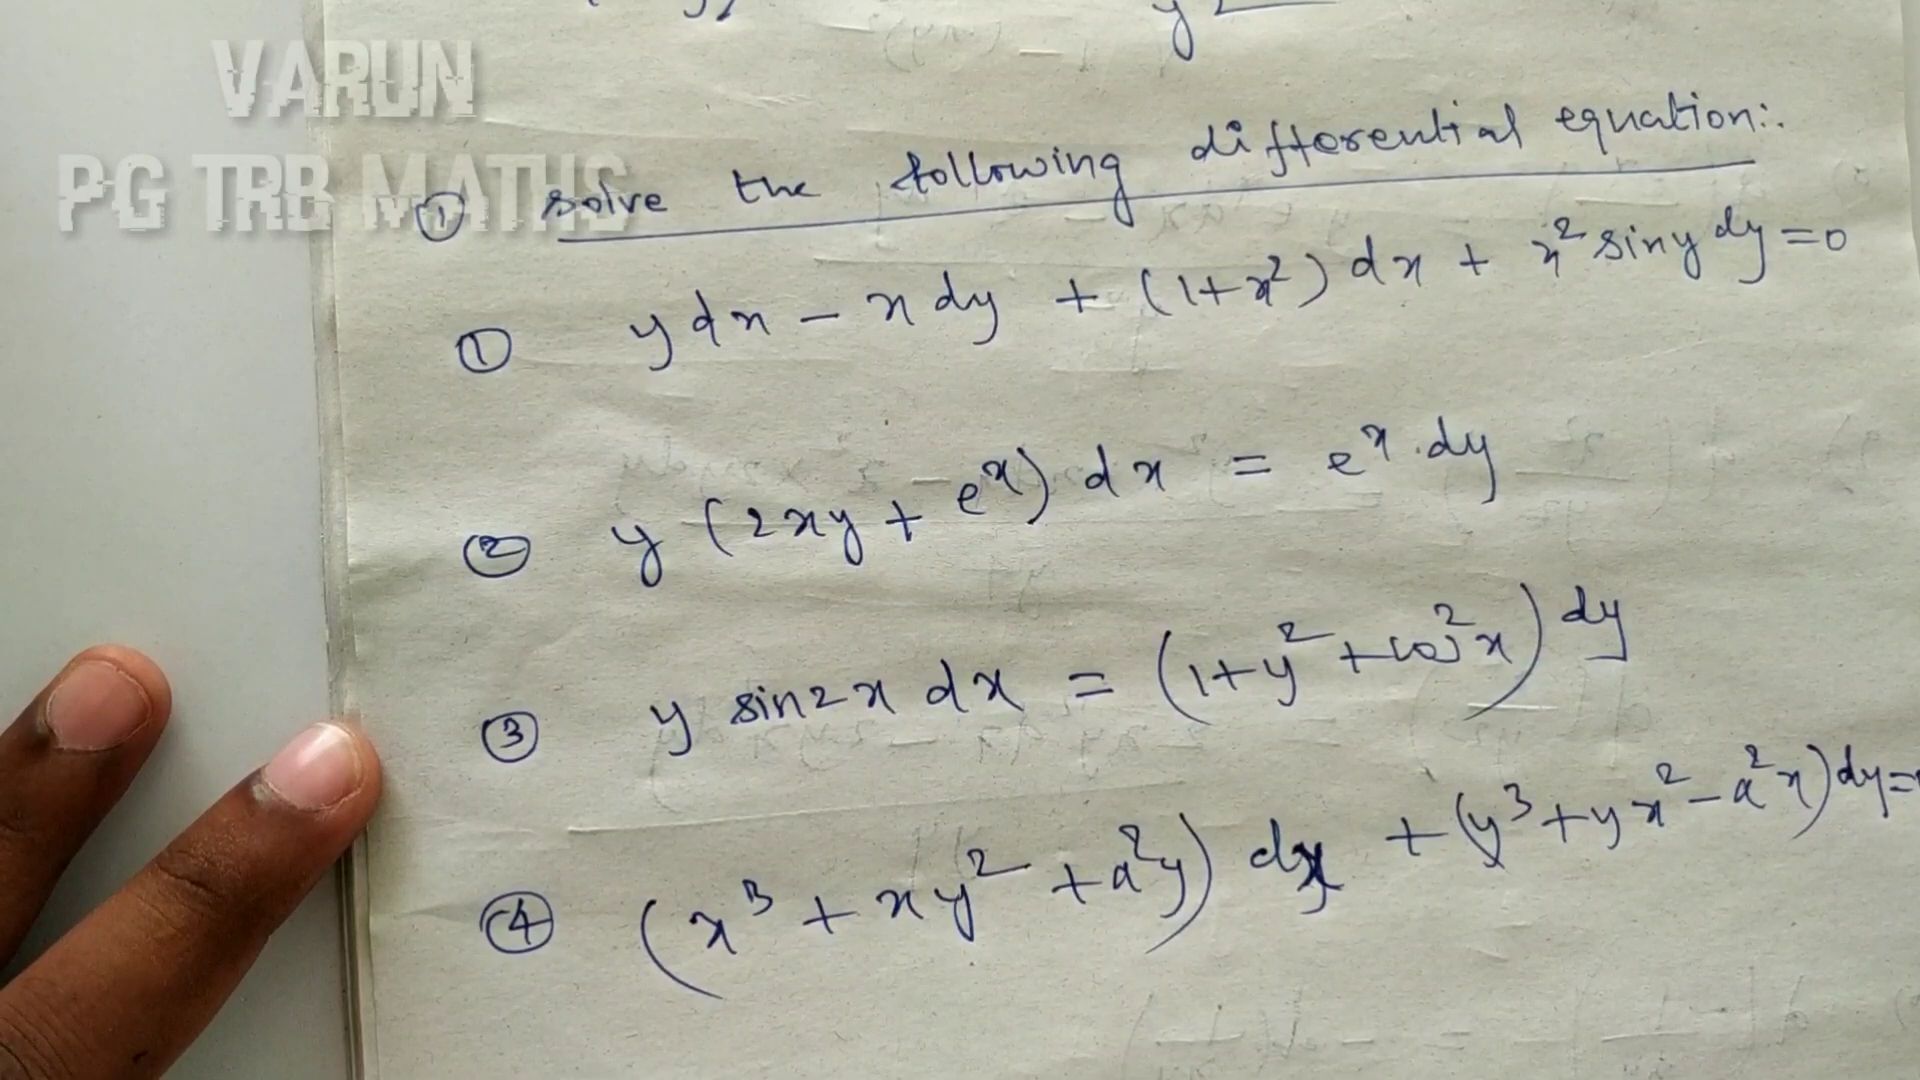 VARUN
PG TRB MATHS
① solve the following differential equation:.
① y dx - x dy + (1+x²) dx + x² siny dy = 0
② y (2xy + eˣ) dx = eˣ . dy
③ y sin2x dx = (1+y²+cos²x) dy
④ (x³ + xy² + a²y) dx + (y³+yx²-a²x) dy =